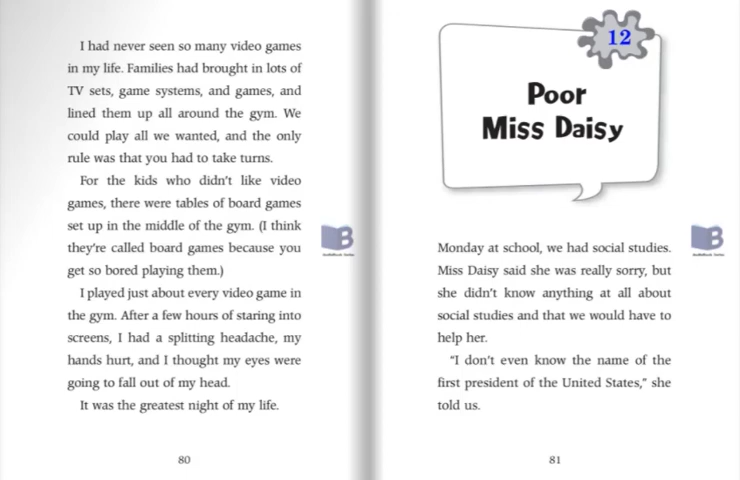 I had never seen so many video games
in my life. Families had brought in lots of
TV sets, game systems, and games, and
lined them up all around the gym. We
could play all we wanted, and the only
rule was that you had to take turns.
For the kids who didn't like video
games, there were tables of board games
set up in the middle of the gym. (I think
they're called board games because you
get so bored playing them.)
I played just about every video game in
the gym. After a few hours of staring into
screens, I had a splitting headache, my
hands hurt, and I thought my eyes were
going to fall out of my head.
It was the greatest night of my life.
80
12
Poor
Miss Daisy
Monday at school, we had social studies.
Miss Daisy said she was really sorry, but
she didn't know anything at all about
social studies and that we would have to
help her.
"I don't even know the name of the
first president of the United States," she
told us.
81
B
B